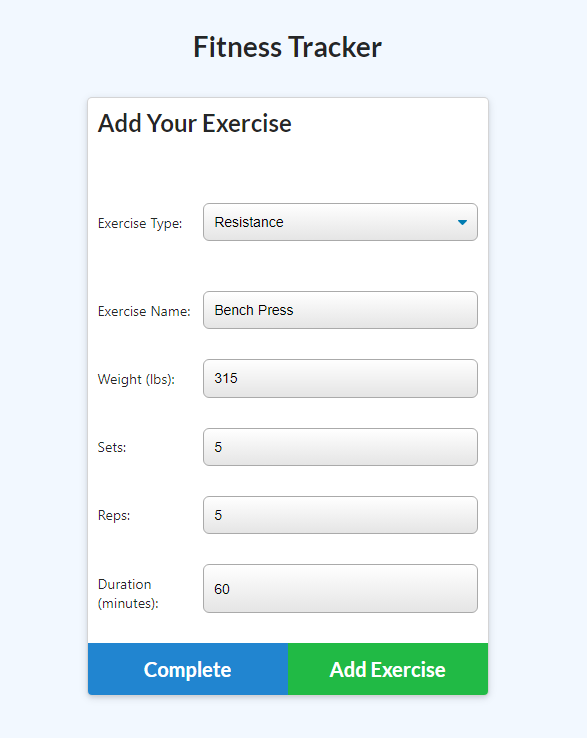 Fitness Tracker
Add Your Exercise
Exercise Type: Resistance
Exercise Name: Bench Press
Weight (lbs): 315
Sets: 5
Reps: 5
Duration
(minutes): 60
Complete Add Exercise